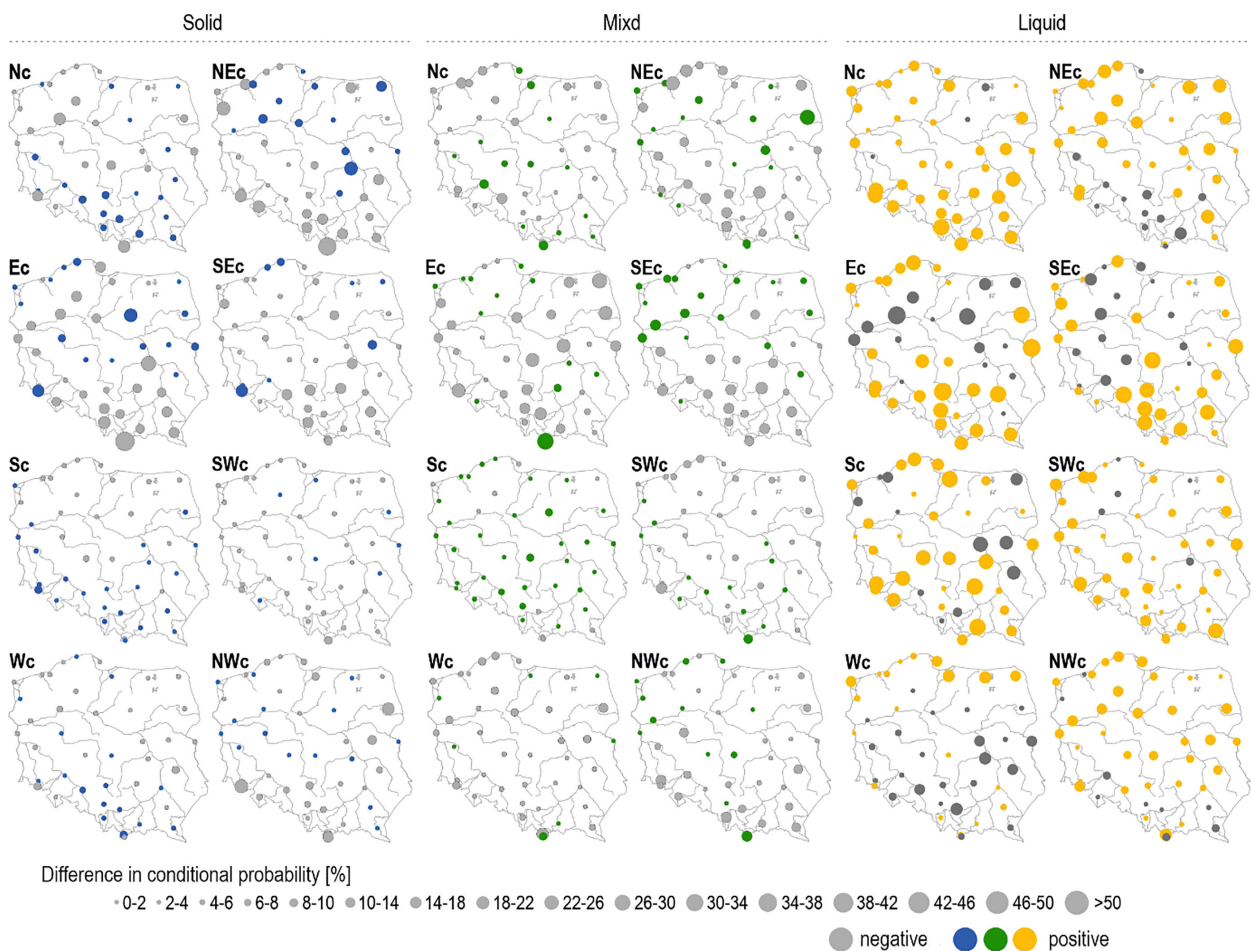 Solid Mixd Liquid
Nc NEc Nc NEc Nc NEc
Ec SEc Ec SEc Ec SEc
Sc SWc Sc SWc Sc SWc
Wc NWc Wc NWc Wc NWc
Difference in conditional probability [%]
0-2 2-4 4-6 6-8 8-10 10-14 14-18 18-22 22-26 26-30 30-34 34-38 38-42 42-46 46-50 >50
negative positive